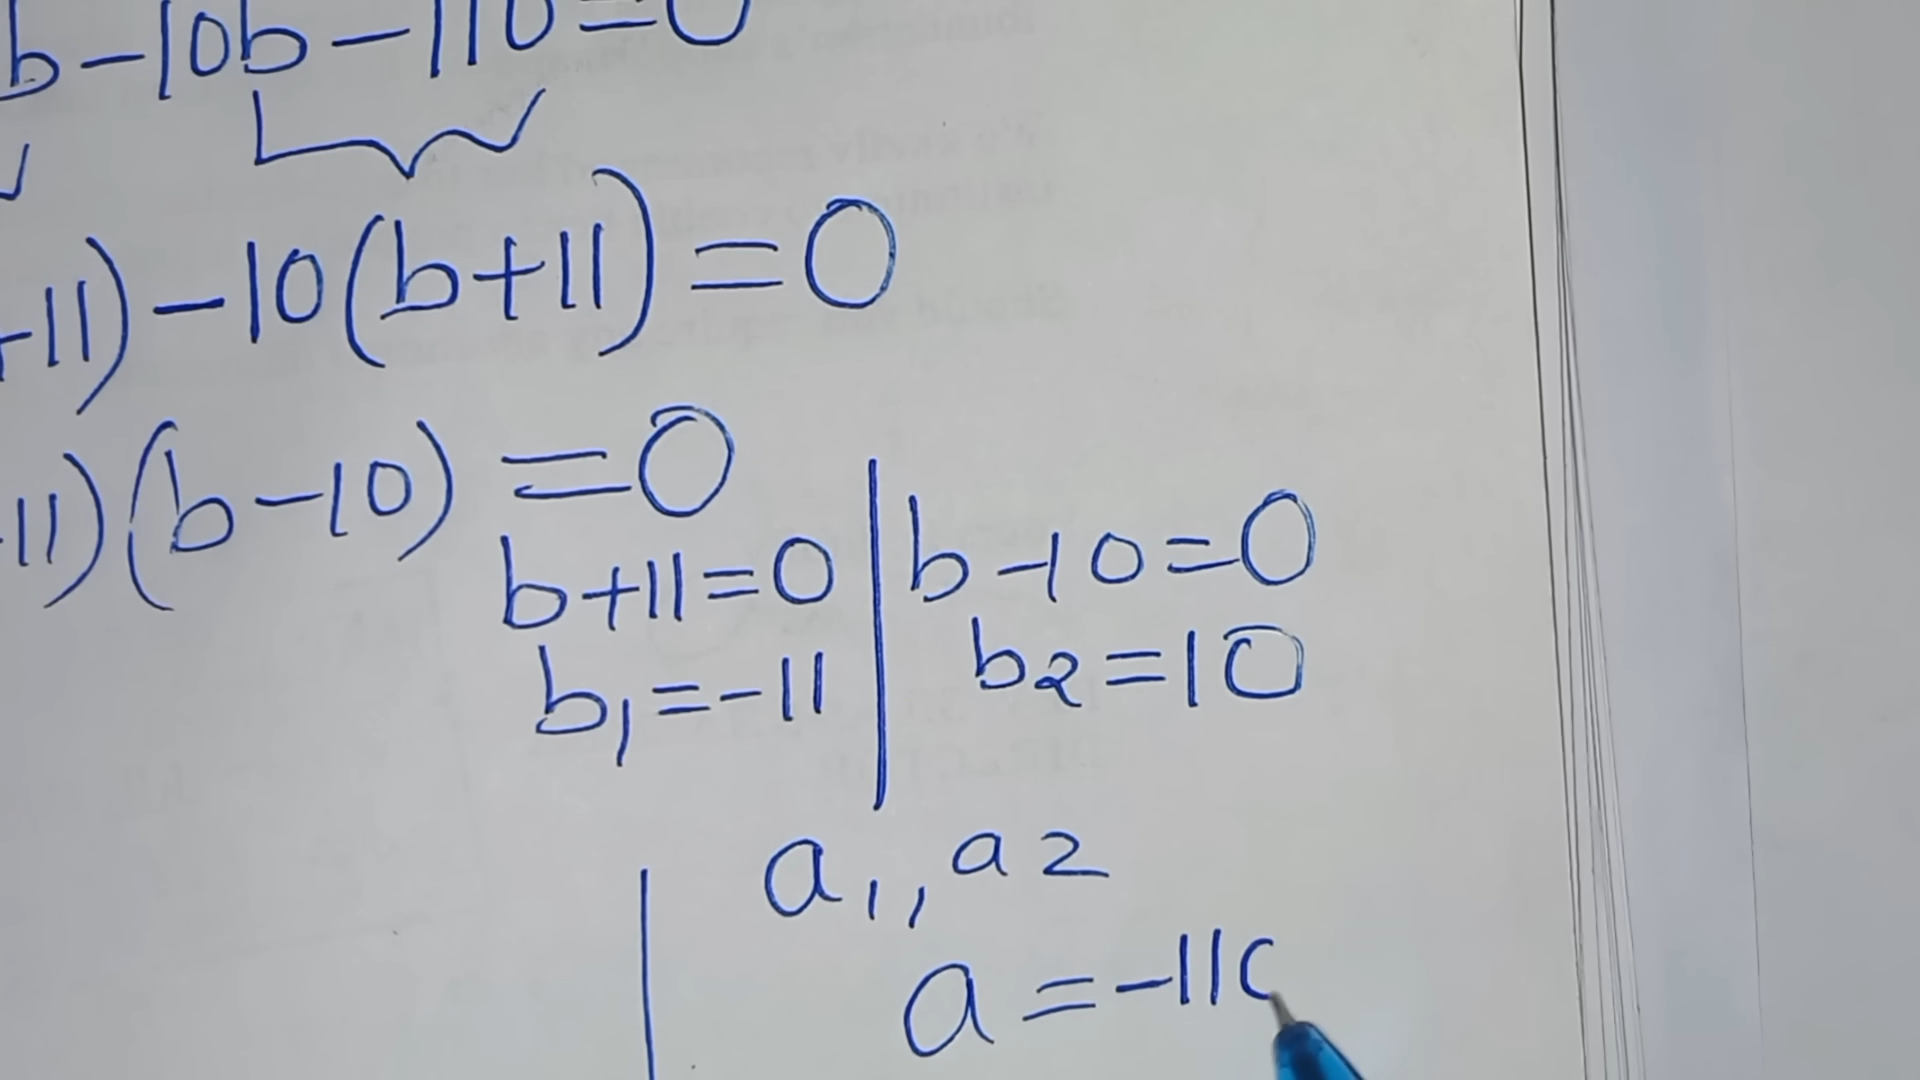 b-10b-110=0
+11)-10(b+11)=0
11)(b-10)=0
b+11=0
b₁=-11
b-10=0
b2=10
a₁, a2
a=-110